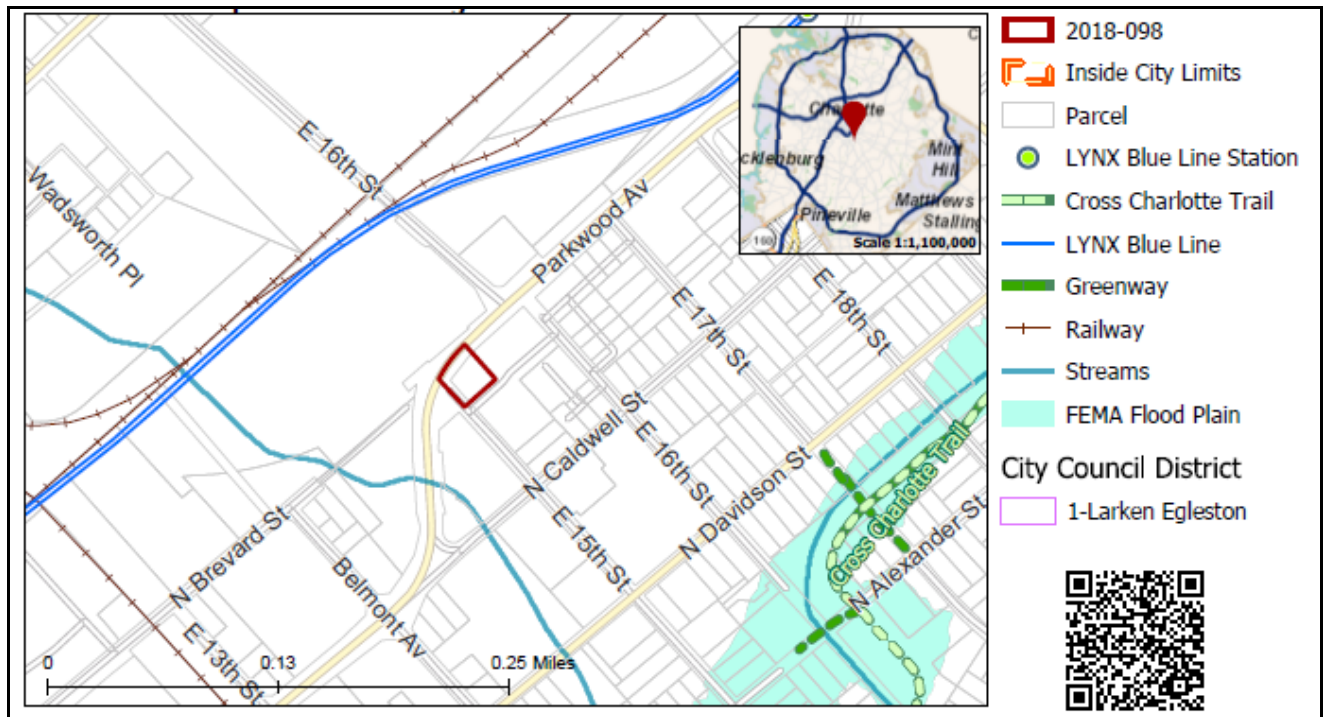 E 16th St
Wadsworth Pl
Parkwood Av
E 17th St
E 18th St
N Caldwell St
E 16th St
N Davidson St
Cross Charlotte Trail
N Alexander St
E 15th St
N Brevard St
Belmont Av
E 13th St
0
0.13
0.25 Miles
C
Charlotte
cklenburg
Mint
Hill
Matthews
Stalling
Pineville
160
Scale 1:1,100,000
2018-098
Inside City Limits
Parcel
LYNX Blue Line Station
Cross Charlotte Trail
LYNX Blue Line
Greenway
Railway
Streams
FEMA Flood Plain
City Council District
1-Larken Egleston